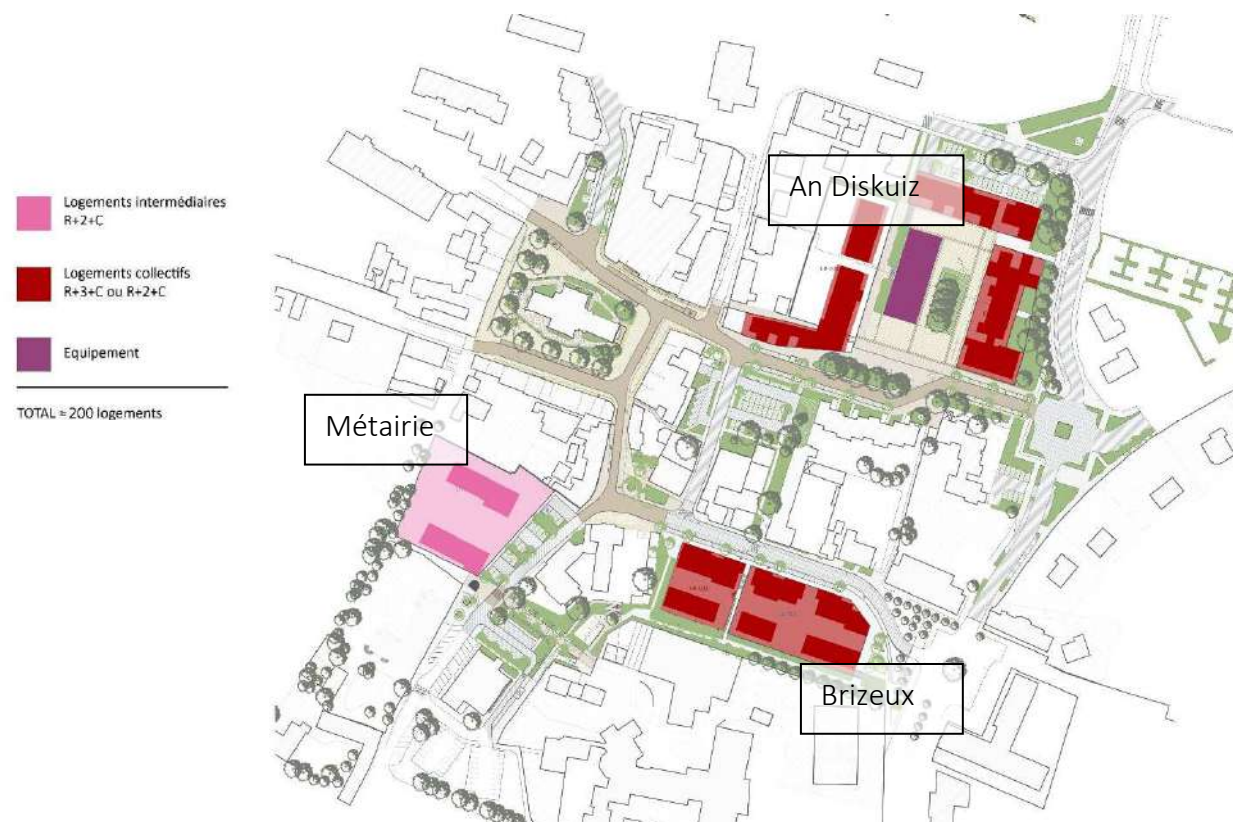 Logements intermédiaires
R+2+C
Logements collectifs
R+3+C ou R+2+C
Equipement
TOTAL ≈ 200 logements
An Diskuiz
Métairie
Brizeux